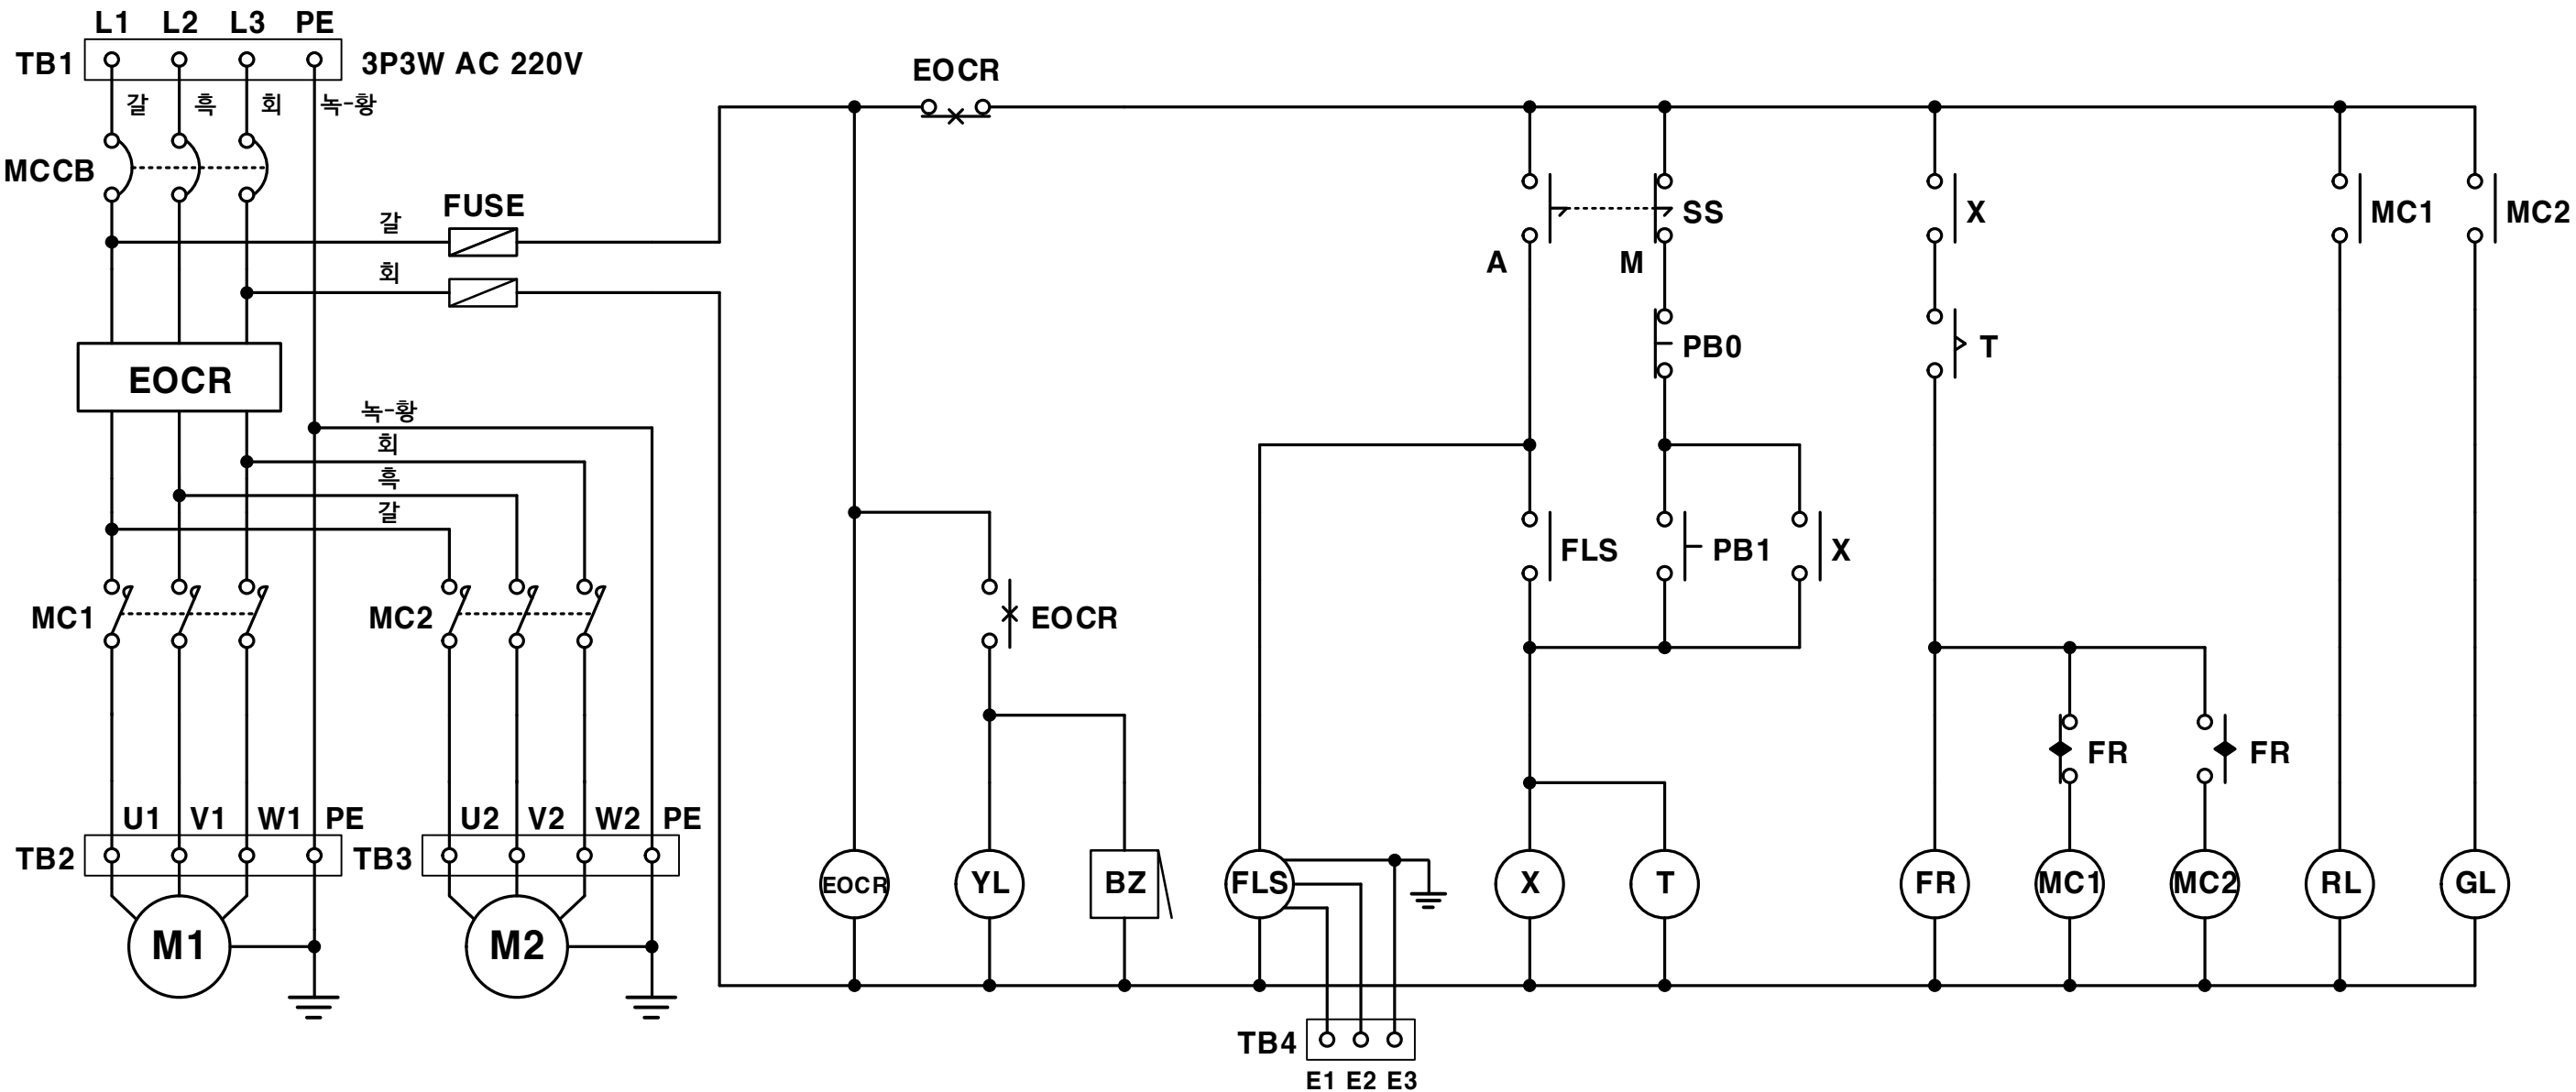 L1 L2 L3 PE
TB1 3P3W AC 220V
갈 흑 회 녹-황
MCCB
갈 FUSE
회
EOCR
녹-황
회
흑
갈
MC1 MC2
U1 V1 W1 PE U2 V2 W2 PE
TB2 TB3
M1 M2
EOCR
SS
A M
PB0
X
T
MC1 MC2
FLS PB1 X
EOCR
FR FR
EOCR YL BZ FLS X T FR MC1 MC2 RL GL
TB4
E1 E2 E3